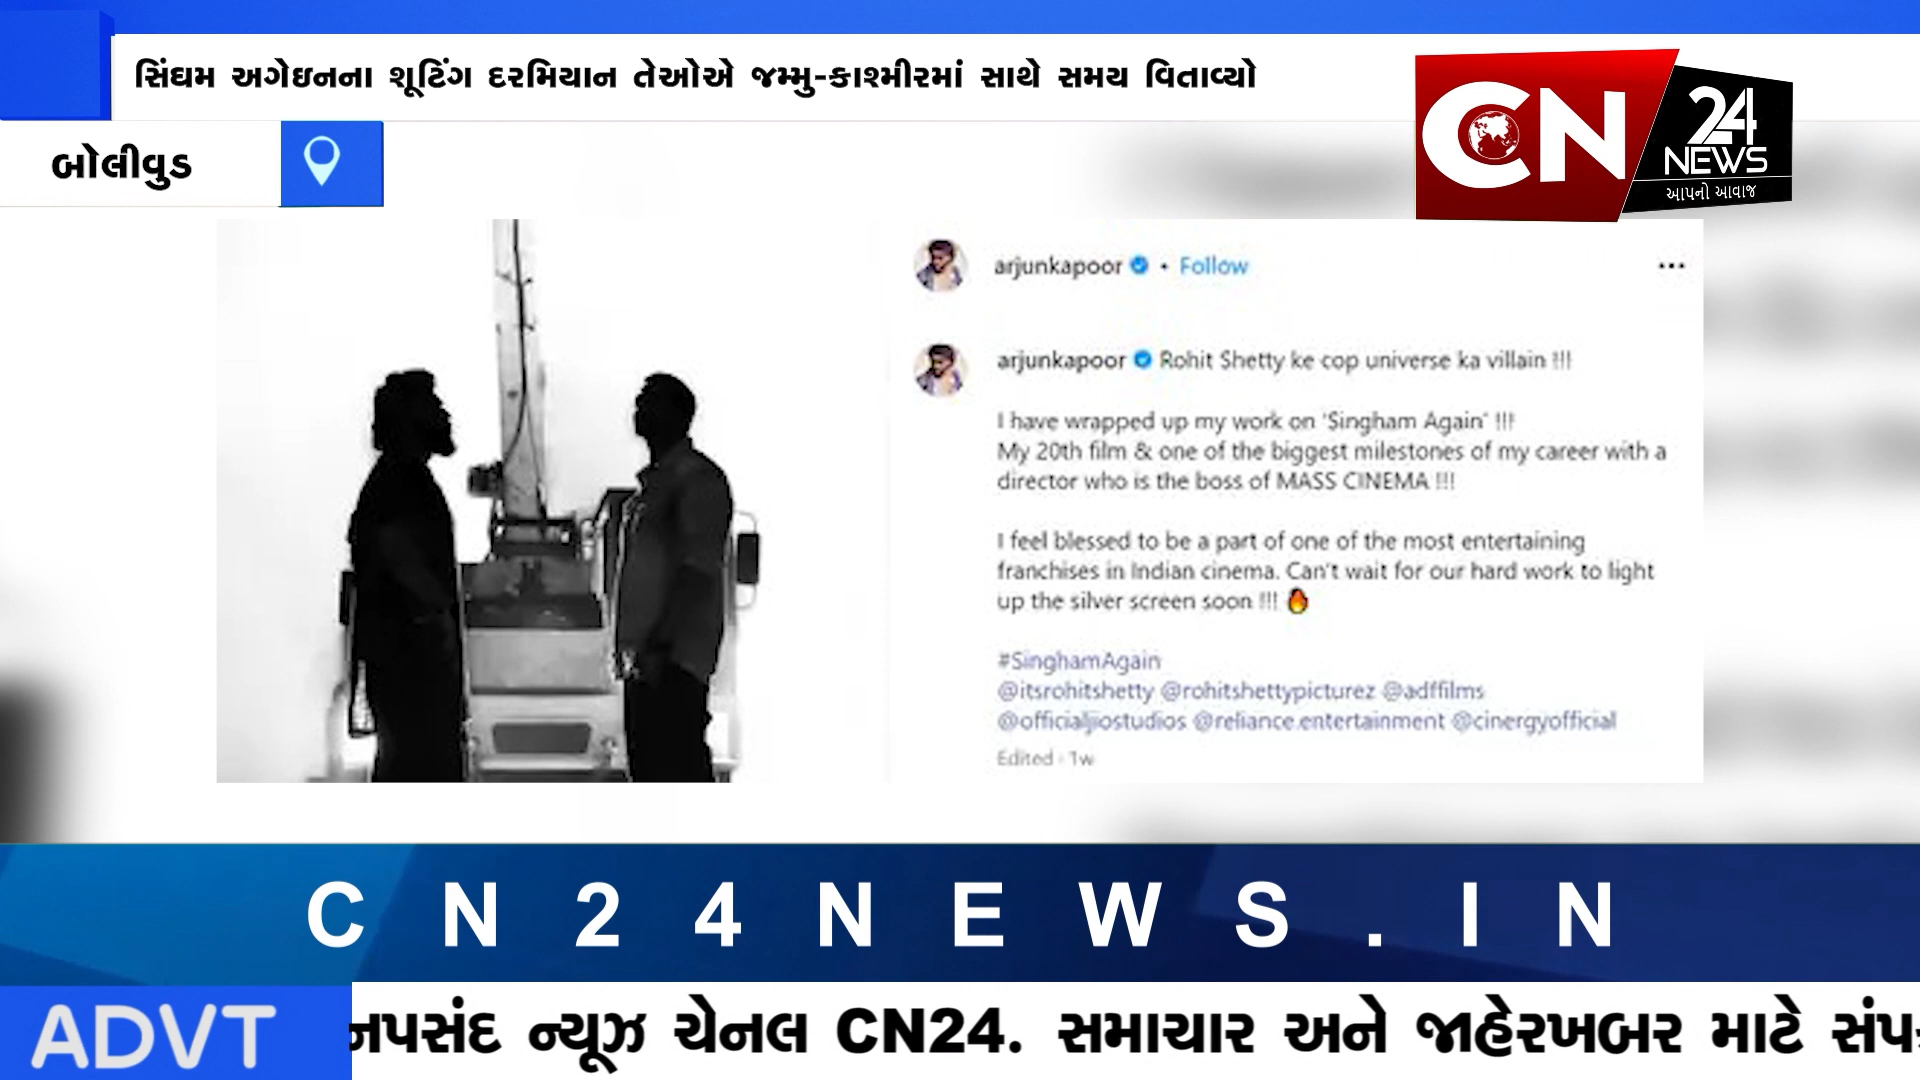 સિંઘમ અગેઇનના શૂટિંગ દરમિયાન તેઓએ જમ્મુ-કાશ્મીરમાં સાથે સમય વિતાવ્યો
CN 24 NEWS
આપનો આવાજ
બોલીવુડ
arjunkapoor • Follow
arjunkapoor Rohit Shetty ke cop universe ka villain !!!
I have wrapped up my work on 'Singham Again' !!!
My 20th film & one of the biggest milestones of my career with a
director who is the boss of MASS CINEMA !!!
I feel blessed to be a part of one of the most entertaining
franchises in Indian cinema. Can't wait for our hard work to light
up the silver screen soon !!! 🔥
#SinghamAgain
@itsrohitshetty @rohitshettypicturez @adffilms
@officialjiostudios @reliance.entertainment @cinergyofficial
Edited · 1w
CN24NEWS.IN
ADVT
નપસંદ ન્યૂઝ ચેનલ CN24. સમાચાર અને જાહેરખબર માટે